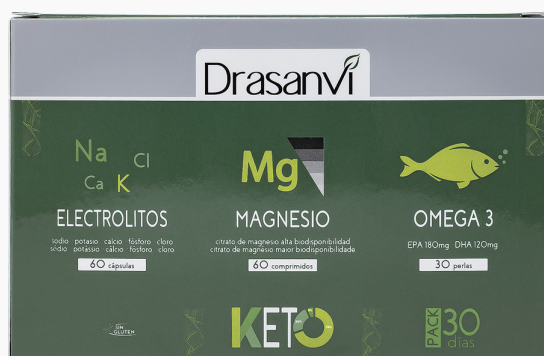 Drasanvi
Na Cl
Ca K
Mg
ELECTROLITOS
sodio potasio calcio fósforo cloro
sódio potássio cálcio fósforo cloro
60 cápsulas
MAGNESIO
citrato de magnesio alta biodisponibilidad
citrato de magnesio maior biodisponibilidade
60 comprimidos
OMEGA 3
EPA 180mg · DHA 120mg
30 perlas
SIN
GLUTEN
KETO
PACK 30
días